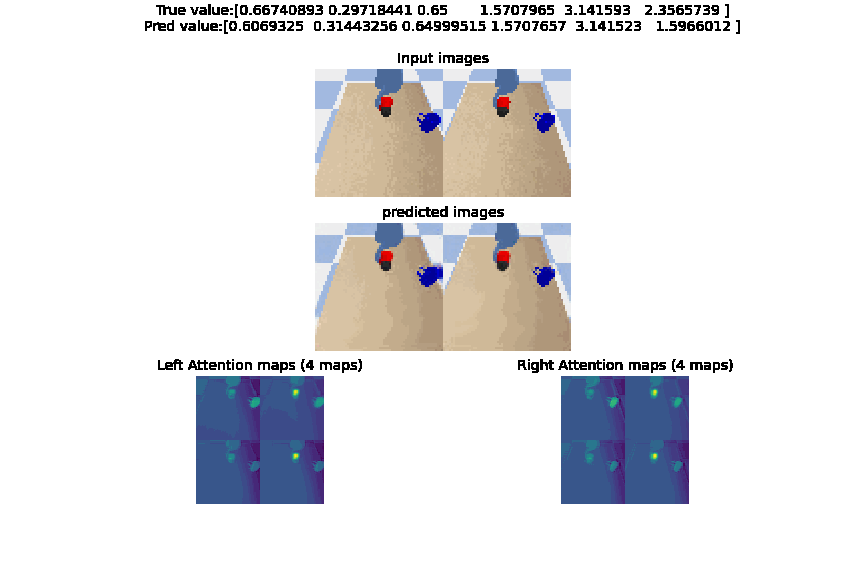 True value:[0.66740893 0.29718441 0.65 1.5707965 3.141593 2.3565739 ]
Pred value:[0.6069325 0.31443256 0.64999515 1.5707657 3.141523 1.5966012 ]
Input images
predicted images
Left Attention maps (4 maps)
Right Attention maps (4 maps)